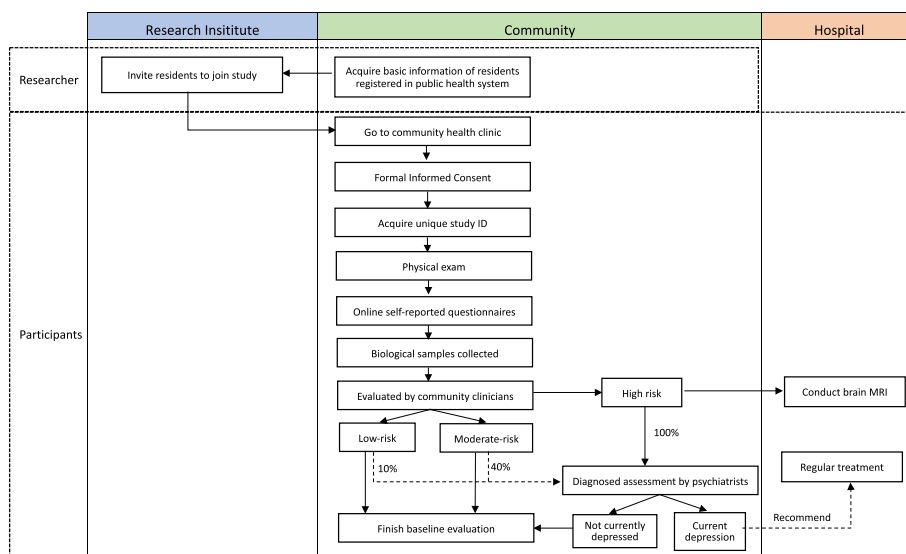 Research Insititute
Community
Hospital
Researcher
Invite residents to join study
Acquire basic information of residents
registered in public health system
Go to community health clinic
Formal Informed Consent
Acquire unique study ID
Physical exam
Participants
Online self-reported questionnaires
Biological samples collected
Evaluated by community clinicians
High risk
Conduct brain MRI
Low-risk
Moderate-risk
100%
10%
40%
Diagnosed assessment by psychiatrists
Regular treatment
Finish baseline evaluation
Not currently
depressed
Current
depression
Recommend